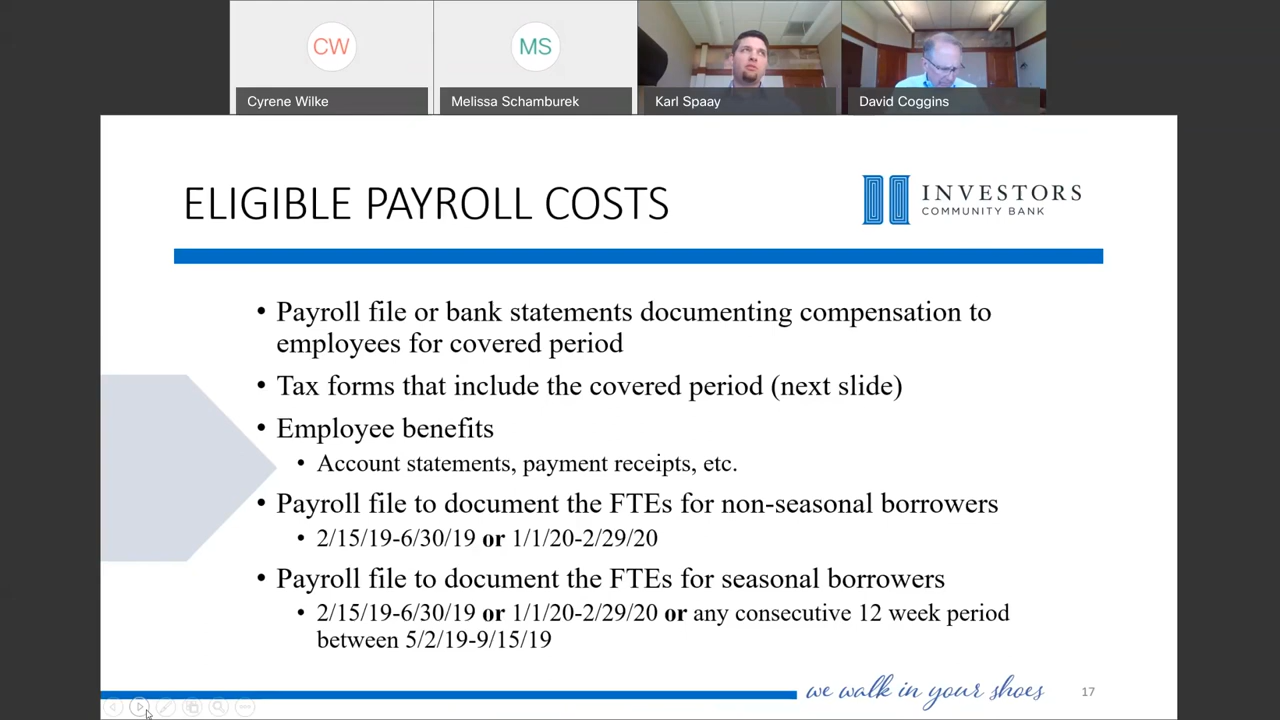 CW
MS
Cyrene Wilke
Melissa Schamburek
Karl Spaay
David Coggins
ELIGIBLE PAYROLL COSTS
INVESTORS
COMMUNITY BANK
• Payroll file or bank statements documenting compensation to
employees for covered period
• Tax forms that include the covered period (next slide)
• Employee benefits
• Account statements, payment receipts, etc.
• Payroll file to document the FTEs for non-seasonal borrowers
• 2/15/19-6/30/19 or 1/1/20-2/29/20
• Payroll file to document the FTEs for seasonal borrowers
• 2/15/19-6/30/19 or 1/1/20-2/29/20 or any consecutive 12 week period
between 5/2/19-9/15/19
we walk in your shoes
17